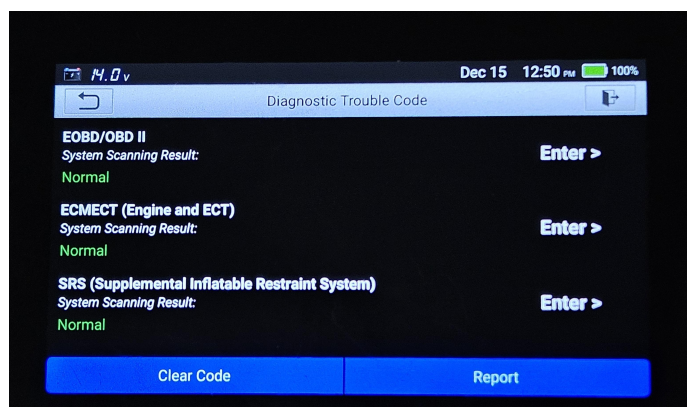 14.0 v
Dec 15 12:50 PM 100%
Diagnostic Trouble Code
EOBD/OBD II
System Scanning Result:
Enter >
Normal
ECMECT (Engine and ECT)
System Scanning Result:
Enter >
Normal
SRS (Supplemental Inflatable Restraint System)
System Scanning Result:
Enter >
Normal
Clear Code
Report